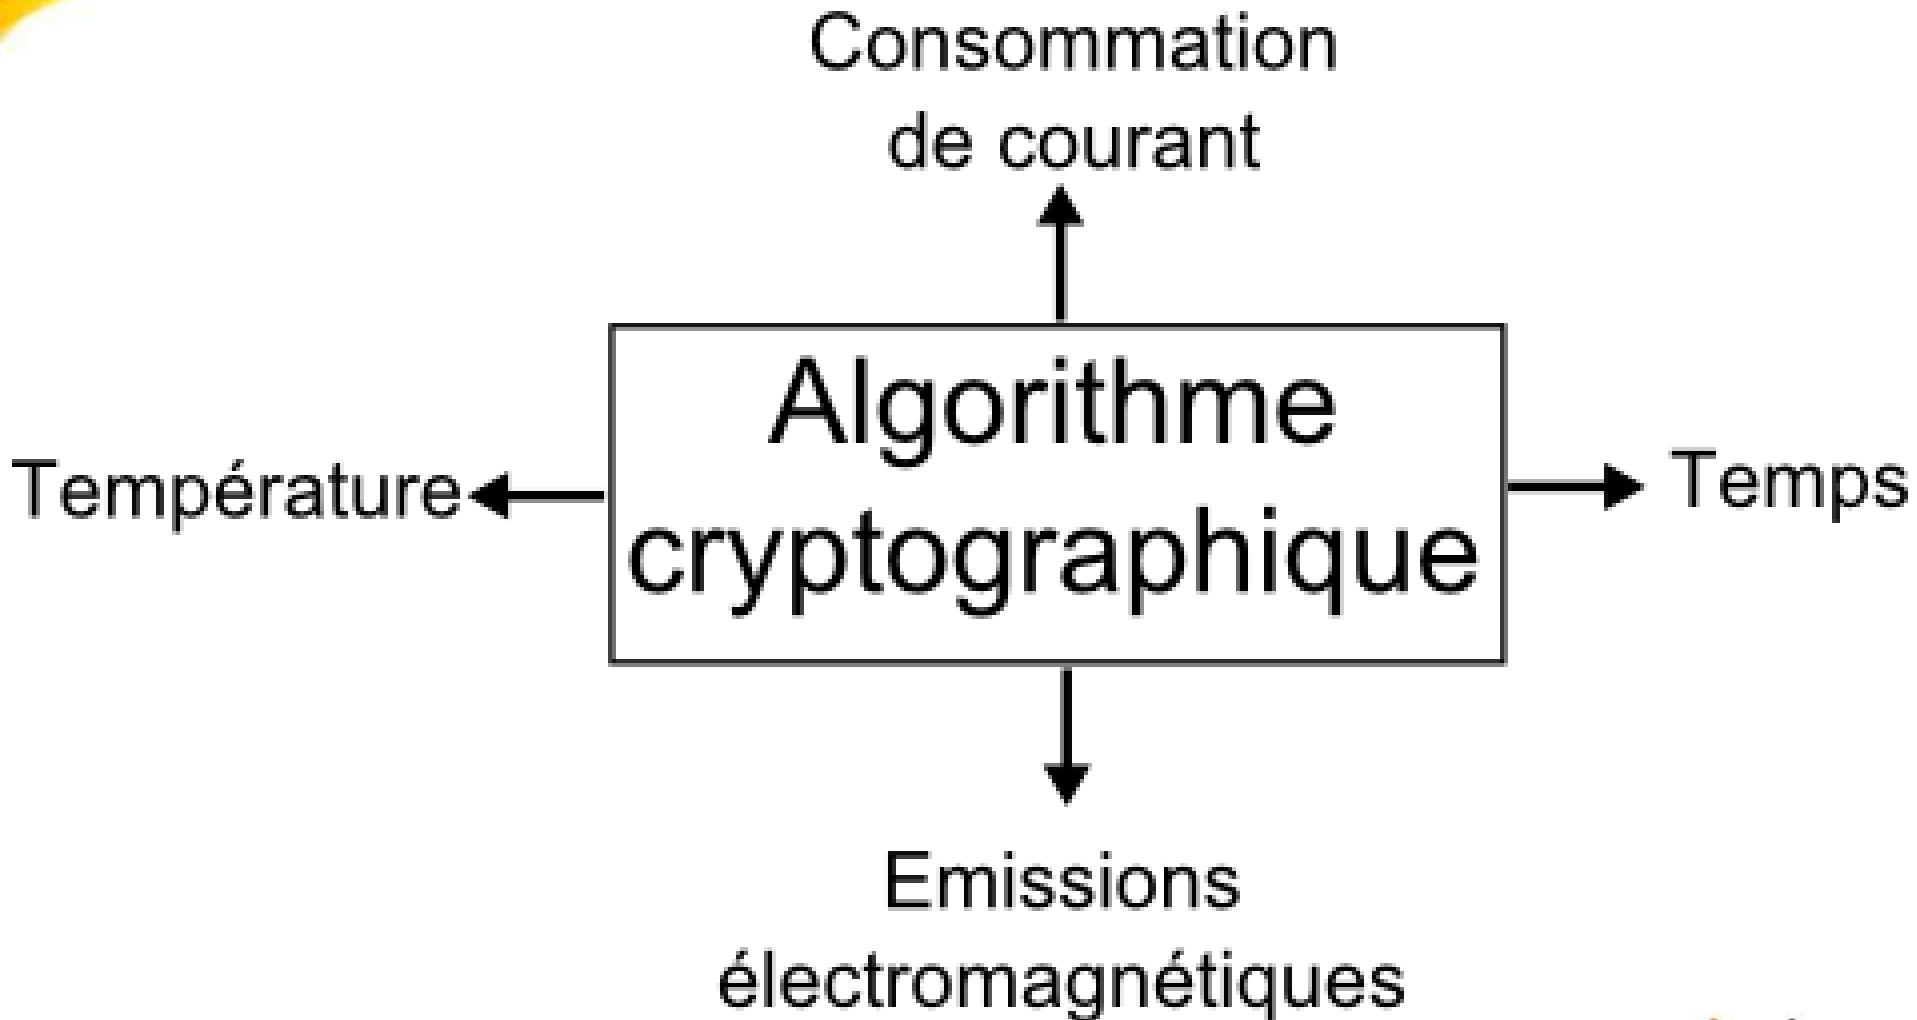 Consommation
de courant
Algorithme
cryptographique
Température
Temps
Emissions
électromagnétiques